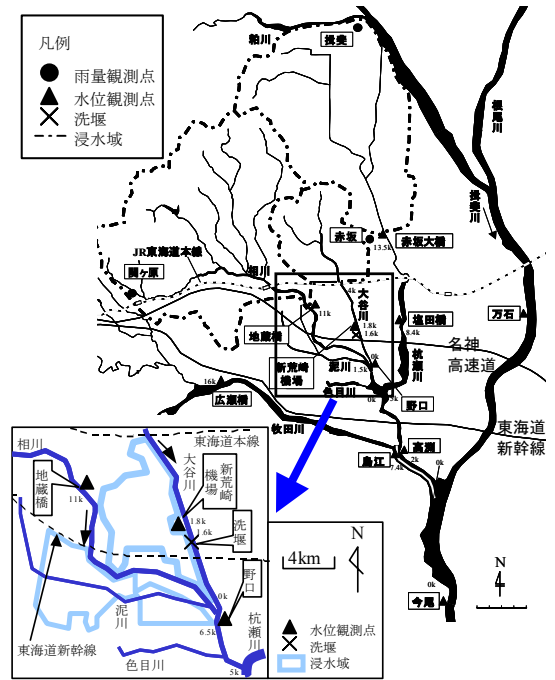 凡例
雨量観測点
水位観測点
洗堰
浸水域
粕川
揖斐
根尾川
揖斐川
赤坂
赤坂大橋
13.5k
JR東海道本線
関ヶ原
相川
大谷川
4k
11k
1.8k
1.6k
塩田橋
8.4k
万石
地蔵橋
新荒崎
機場
泥川
1.5k
0k
杭瀬川
名神
高速道
色目川
0k
5k
野口
16k
広瀬橋
牧田川
東海道
新幹線
烏江
7.4k
高渕
2k
0k
0k
今尾
N
相川
東海道本線
大谷川
新荒崎
機場
地蔵橋
11k
1.8k
1.6k
洗堰
野口
0k
6.5k
泥川
杭瀬川
東海道新幹線
色目川
5k
4km
N
水位観測点
洗堰
浸水域